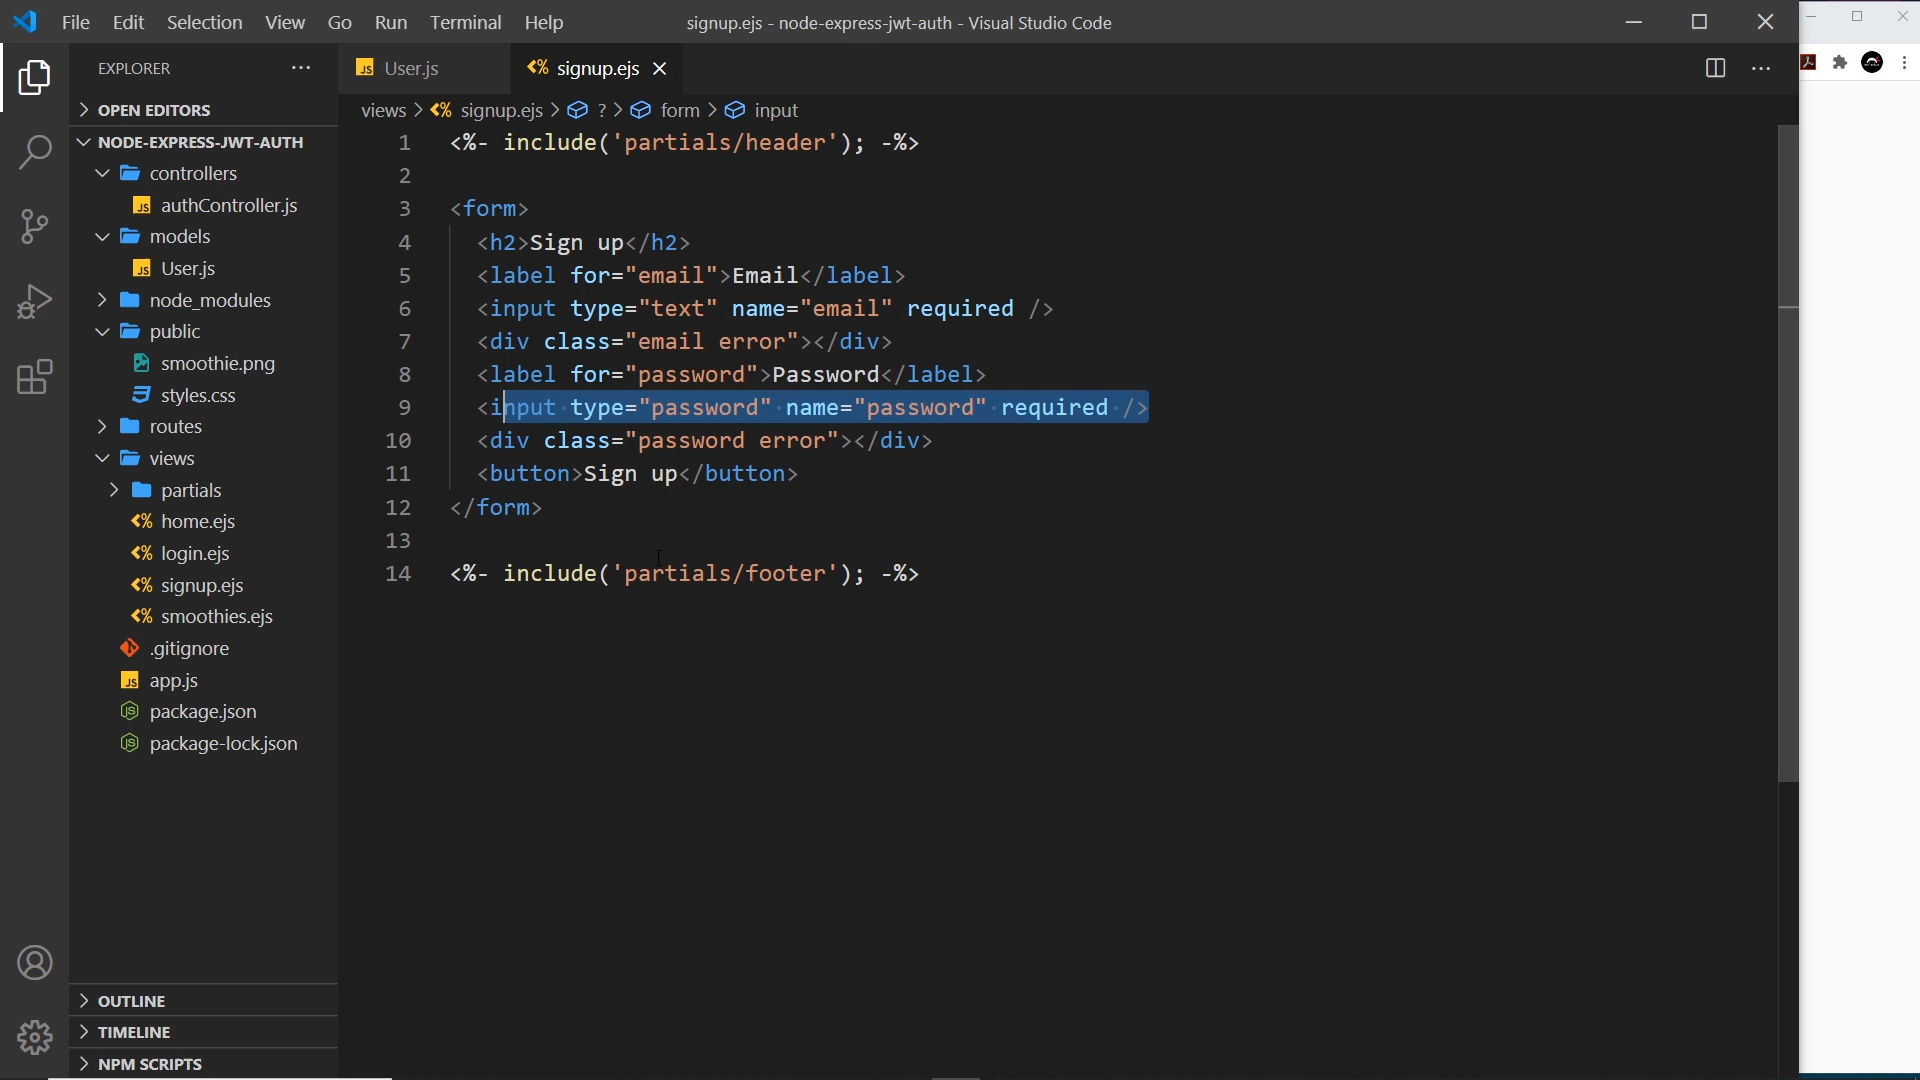 File Edit Selection View Go Run Terminal Help
signup.ejs - node-express-jwt-auth - Visual Studio Code
EXPLORER
OPEN EDITORS
NODE-EXPRESS-JWT-AUTH
controllers
JS authController.js
models
JS User.js
node_modules
public
smoothie.png
styles.css
routes
views
partials
<% home.ejs
<% login.ejs
<% signup.ejs
<% smoothies.ejs
.gitignore
JS app.js
package.json
package-lock.json
OUTLINE
TIMELINE
NPM SCRIPTS
JS User.js <% signup.ejs
views > <% signup.ejs > ? > form > input
1 <%- include('partials/header'); -%>
2
3 <form>
4 <h2>Sign up</h2>
5 <label for="email">Email</label>
6 <input type="text" name="email" required />
7 <div class="email error"></div>
8 <label for="password">Password</label>
9 <input type="password" name="password" required />
10 <div class="password error"></div>
11 <button>Sign up</button>
12 </form>
13
14 <%- include('partials/footer'); -%>